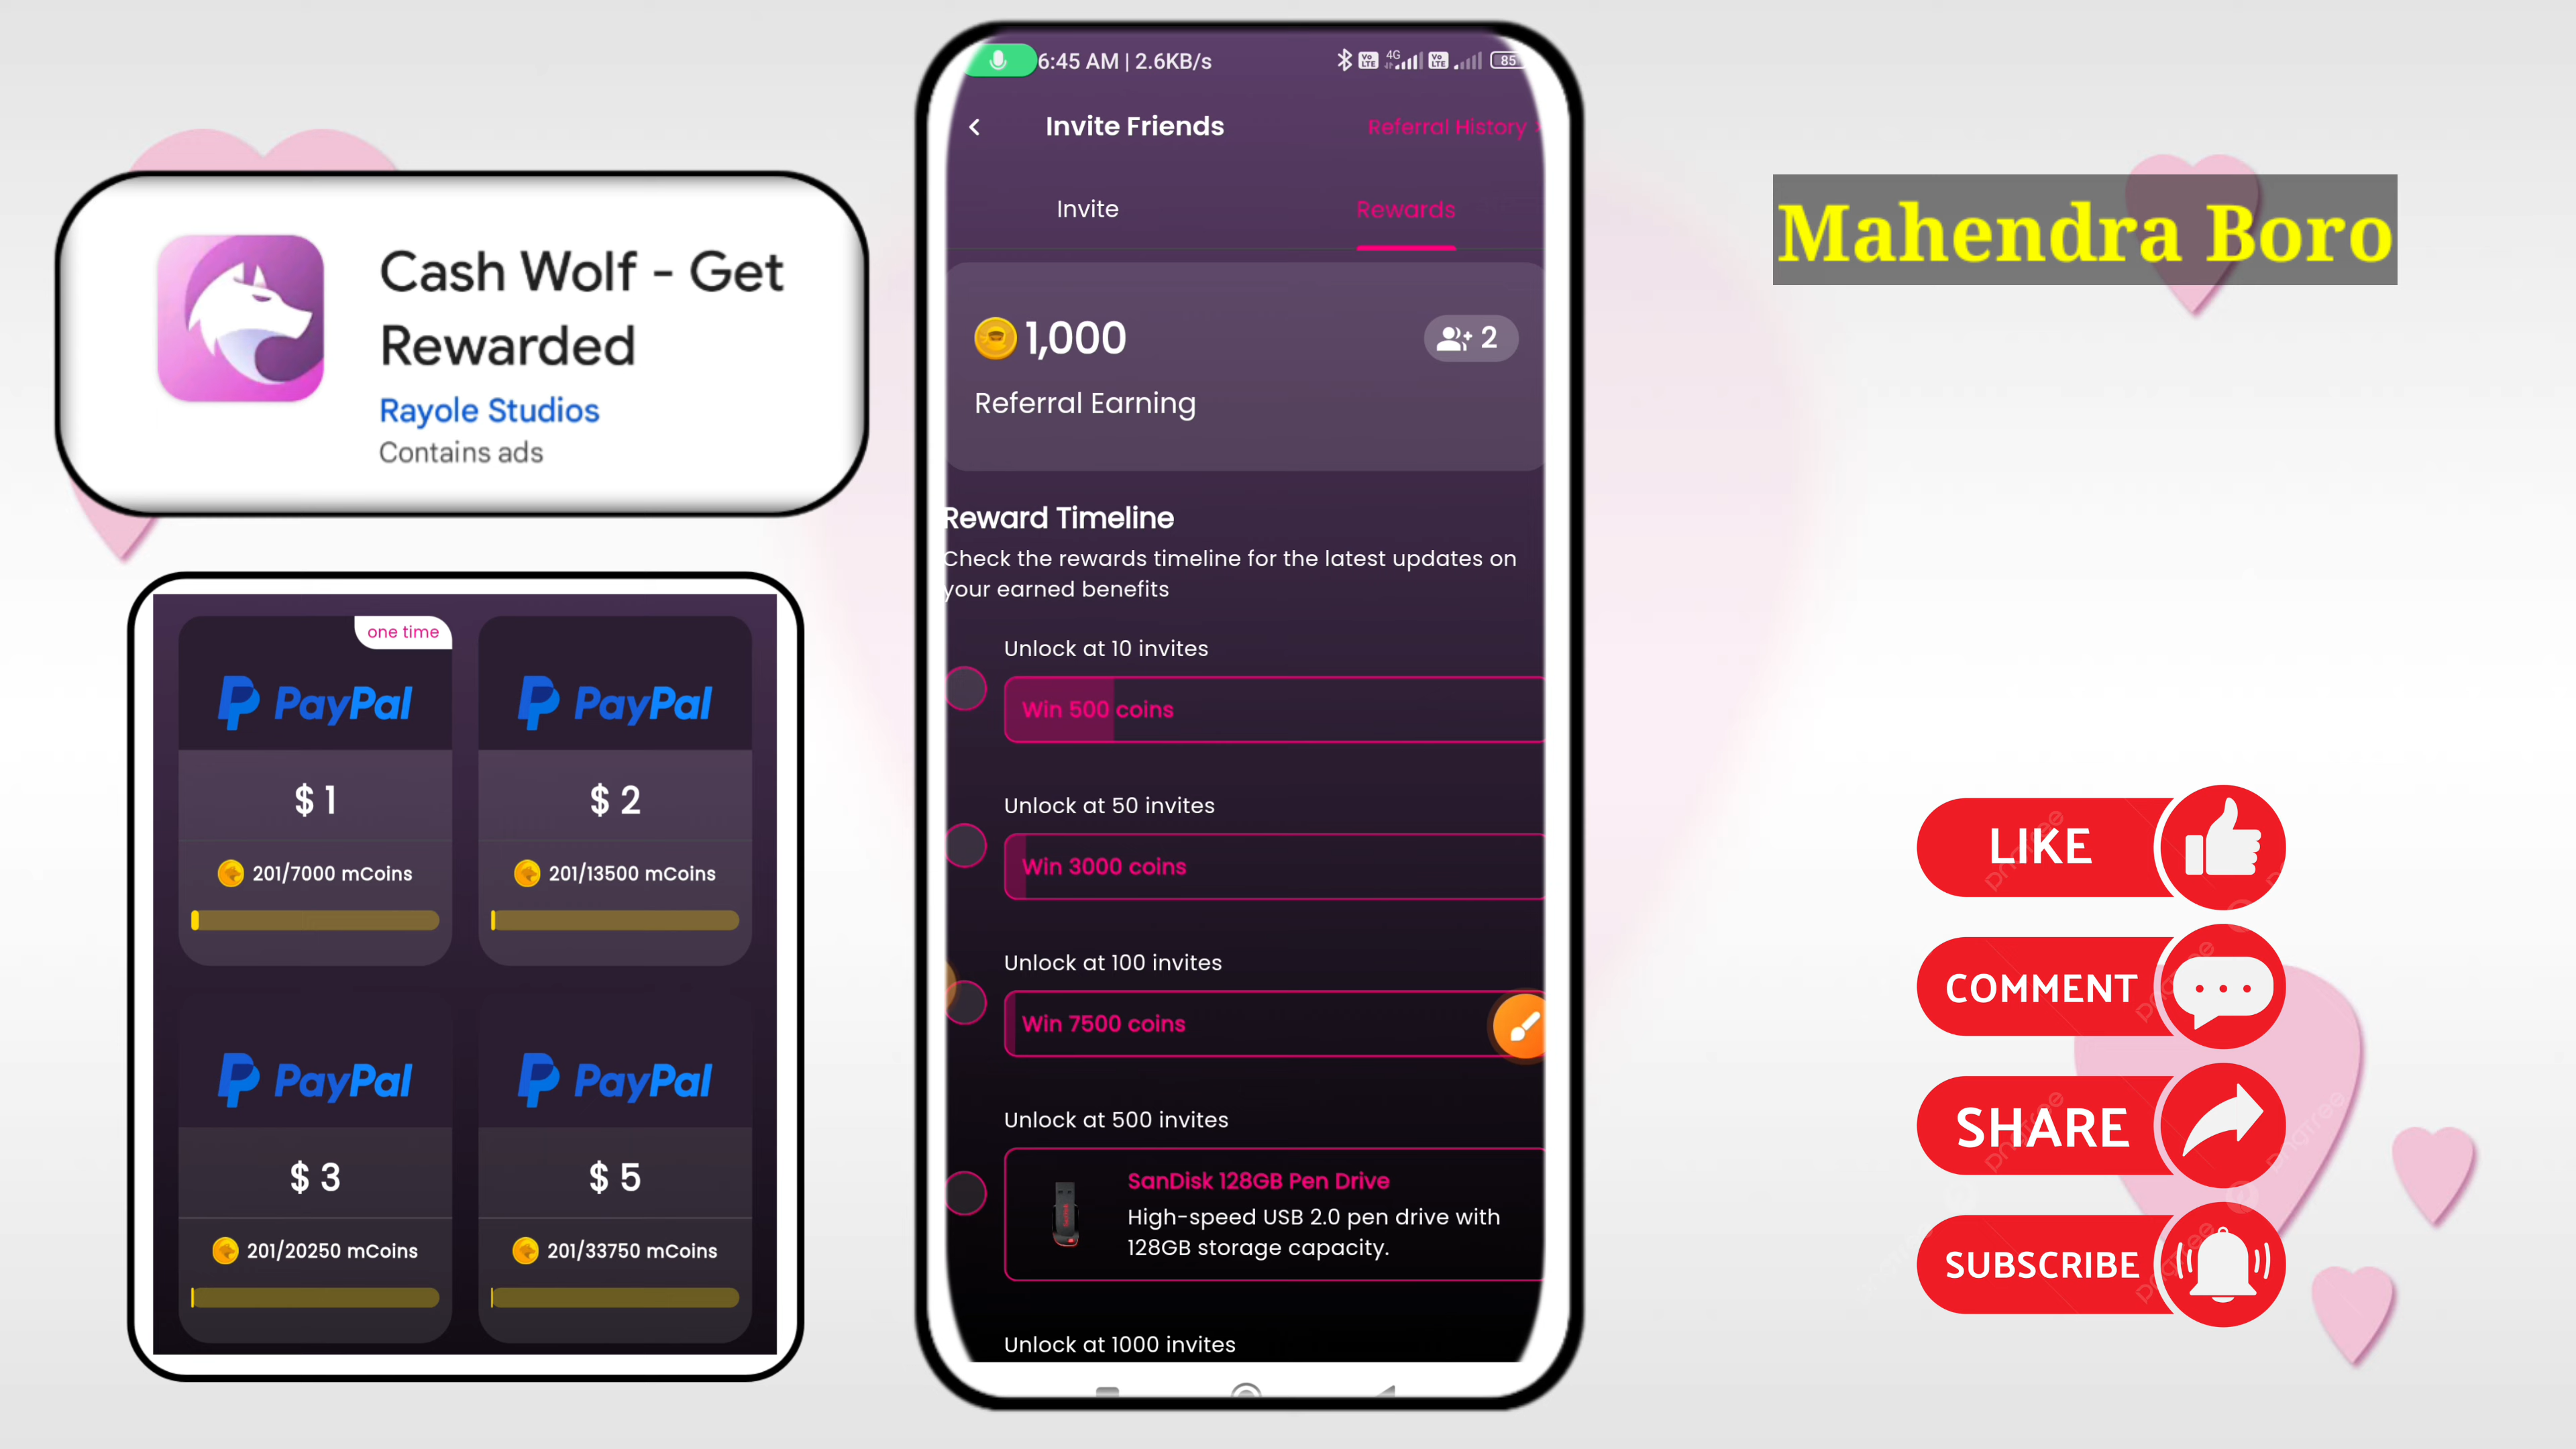 Cash Wolf - Get
Rewarded
Rayole Studios
Contains ads
one time
PayPal
PayPal
$ 1
$ 2
201/7000 mCoins
201/13500 mCoins
PayPal
PayPal
$ 3
$ 5
201/20250 mCoins
201/33750 mCoins
6:45 AM | 2.6KB/s
Vo LTE 4G Vo LTE 85
Invite Friends
Referral History
Invite
Rewards
1,000
2
Referral Earning
Reward Timeline
Check the rewards timeline for the latest updates on
your earned benefits
Unlock at 10 invites
Win 500 coins
Unlock at 50 invites
Win 3000 coins
Unlock at 100 invites
Win 7500 coins
Unlock at 500 invites
SanDisk 128GB Pen Drive
High-speed USB 2.0 pen drive with
128GB storage capacity.
Unlock at 1000 invites
Mahendra Boro
LIKE
COMMENT
SHARE
SUBSCRIBE